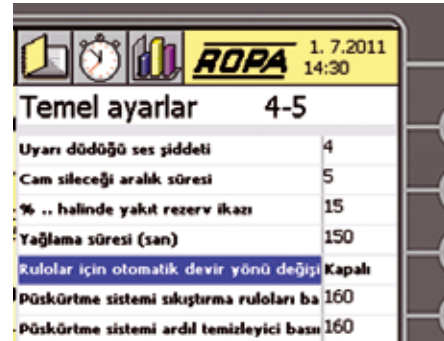 ROPA
1. 7.2011
14:30
Temel ayarlar 4-5
Uyarı düdüğü ses şiddeti 4
Cam sileceği aralık süresi 5
% .. halinde yakıt rezerv ikazı 15
Yağlama süresi (san) 150
Rulolar için otomatik devir yönü değişi Kapalı
Püskürtme sistemi sıkıştırma ruloları ba 160
Püskürtme sistemi ardıl temizleyici basın 160